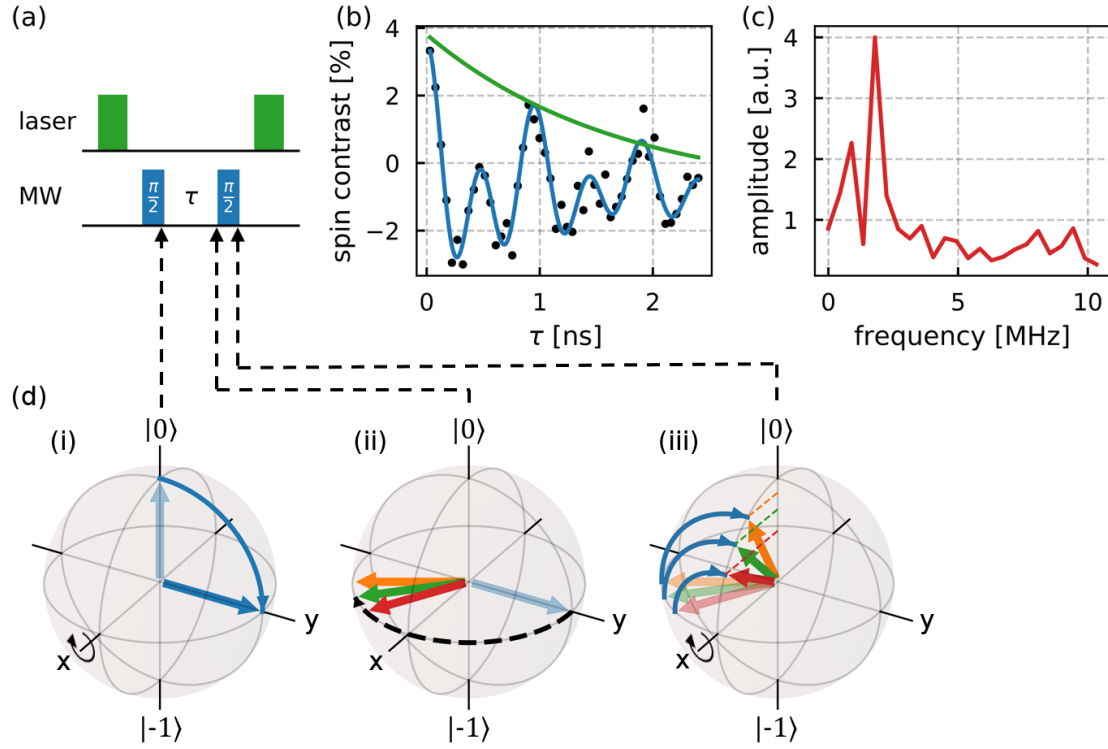 (a)
laser
MW
π/2
τ
π/2
(b)
spin contrast [%]
4
2
0
−2
0
1
2
τ [ns]
(c)
amplitude [a.u.]
4
3
2
1
0
5
10
frequency [MHz]
(d)
(i)
|0⟩
y
x
|-1⟩
(ii)
|0⟩
y
x
|-1⟩
(iii)
|0⟩
y
x
|-1⟩